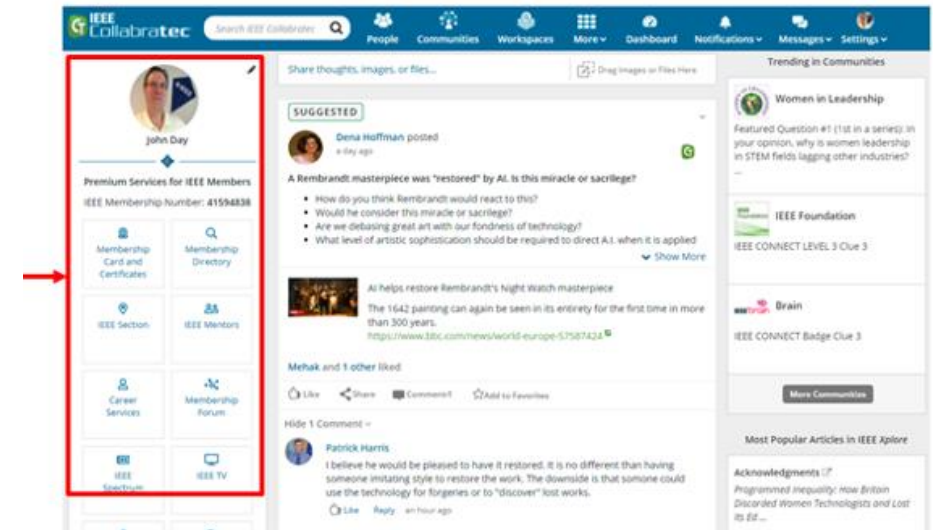 IEEE
Collabratec
Search IEEE Collabratec
People
Communities
Workspaces
More
Dashboard
Notifications
Messages
Settings
John Day
Premium Services for IEEE Members
IEEE Membership Number: 41594838
Membership
Card and
Certificates
Membership
Directory
IEEE Section
IEEE Mentors
Career
Services
Membership
Forum
IEEE
Spectrum
IEEE TV
Share thoughts, images, or files...
Drag Images or Files Here
SUGGESTED
Dena Hoffman posted
a day ago
A Rembrandt masterpiece was "restored" by AI. Is this miracle or sacrilege?
How do you think Rembrandt would react to this?
Would he consider this miracle or sacrilege?
Are we debasing great art with our fondness of technology?
What level of artistic sophistication should be required to direct A.I. when it is applied
Show More
AI helps restore Rembrandt's Night Watch masterpiece
The 1642 painting can again be seen in its entirety for the first time in more
than 300 years.
https://www.bbc.com/news/world-europe-57587424
Mehak and 1 other liked
Like
Share
Comment1
Add to Favorites
Hide 1 Comment
Patrick Harris
I believe he would be pleased to have it restored. It is no different than having
someone imitating style to restore the work. The downside is that somone could
use the technology for forgeries or to "discover" lost works.
Like
Reply
an hour ago
Trending in Communities
Women in Leadership
Featured Question #1 (1st in a series): In
your opinion, why is women leadership
in STEM fields lagging other industries?
...
IEEE Foundation
IEEE CONNECT LEVEL 3 Clue 3
Brain
IEEE CONNECT Badge Clue 3
More Communities
Most Popular Articles in IEEE Xplore
Acknowledgments
Programmed Inequality: How Britain
Discarded Women Technologists and Lost
Its Ed ...